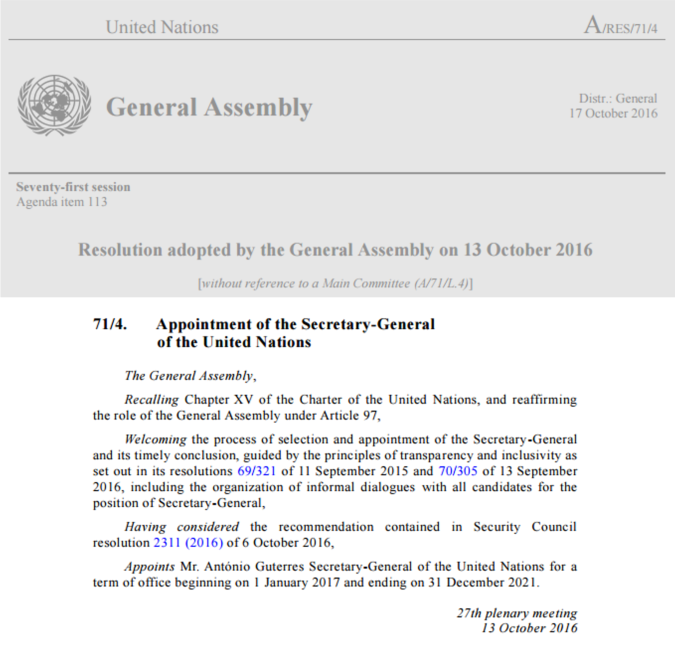 United Nations A/RES/71/4
General Assembly
Distr.: General
17 October 2016
Seventy-first session
Agenda item 113
Resolution adopted by the General Assembly on 13 October 2016
[without reference to a Main Committee (A/71/L.4)]
71/4. Appointment of the Secretary-General
of the United Nations
The General Assembly,
Recalling Chapter XV of the Charter of the United Nations, and reaffirming
the role of the General Assembly under Article 97,
Welcoming the process of selection and appointment of the Secretary-General
and its timely conclusion, guided by the principles of transparency and inclusivity as
set out in its resolutions 69/321 of 11 September 2015 and 70/305 of 13 September
2016, including the organization of informal dialogues with all candidates for the
position of Secretary-General,
Having considered the recommendation contained in Security Council
resolution 2311 (2016) of 6 October 2016,
Appoints Mr. António Guterres Secretary-General of the United Nations for a
term of office beginning on 1 January 2017 and ending on 31 December 2021.
27th plenary meeting
13 October 2016